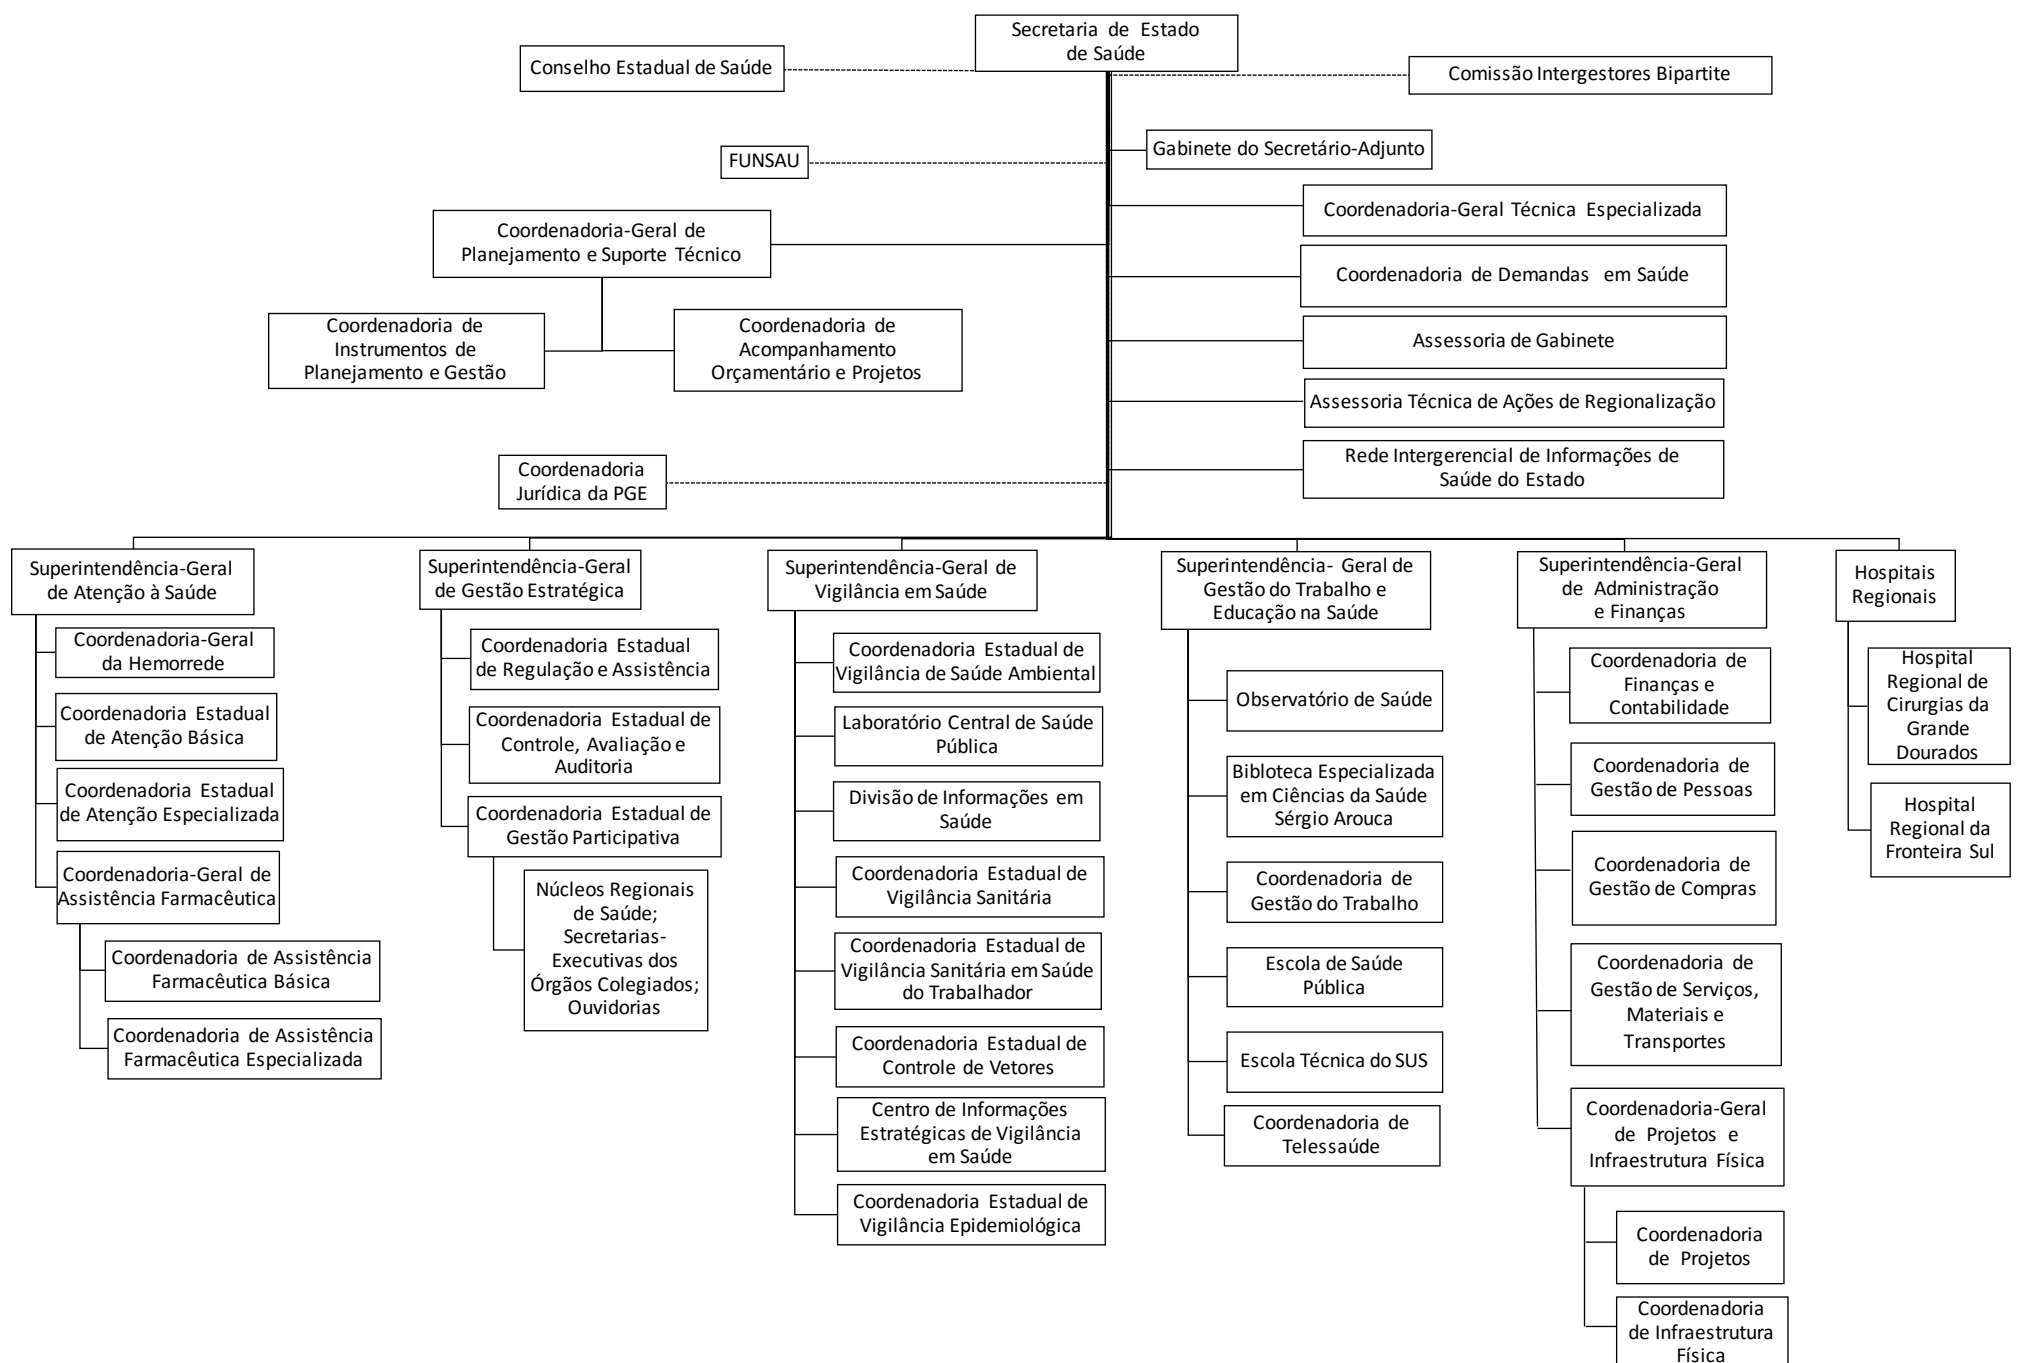 Secretaria de Estado
de Saúde
Conselho Estadual de Saúde
Comissão Intergestores Bipartite
Gabinete do Secretário-Adjunto
FUNSAU
Coordenadoria-Geral Técnica Especializada
Coordenadoria-Geral de
Planejamento e Suporte Técnico
Coordenadoria de Demandas em Saúde
Coordenadoria de
Instrumentos de
Planejamento e Gestão
Coordenadoria de
Acompanhamento
Orçamentário e Projetos
Assessoria de Gabinete
Assessoria Técnica de Ações de Regionalização
Rede Intergerencial de Informações de
Saúde do Estado
Coordenadoria
Jurídica da PGE
Superintendência-Geral
de Atenção à Saúde
Coordenadoria-Geral
da Hemorrede
Coordenadoria Estadual
de Atenção Básica
Coordenadoria Estadual
de Atenção Especializada
Coordenadoria-Geral de
Assistência Farmacêutica
Coordenadoria de Assistência
Farmacêutica Básica
Coordenadoria de Assistência
Farmacêutica Especializada
Superintendência-Geral
de Gestão Estratégica
Coordenadoria Estadual
de Regulação e Assistência
Coordenadoria Estadual de
Controle, Avaliação e
Auditoria
Coordenadoria Estadual de
Gestão Participativa
Núcleos Regionais
de Saúde;
Secretarias-
Executivas dos
Órgãos Colegiados;
Ouvidorias
Superintendência-Geral de
Vigilância em Saúde
Coordenadoria Estadual de
Vigilância de Saúde Ambiental
Laboratório Central de Saúde
Pública
Divisão de Informações em
Saúde
Coordenadoria Estadual de
Vigilância Sanitária
Coordenadoria Estadual de
Vigilância Sanitária em Saúde
do Trabalhador
Coordenadoria Estadual de
Controle de Vetores
Centro de Informações
Estratégicas de Vigilância
em Saúde
Coordenadoria Estadual de
Vigilância Epidemiológica
Superintendência- Geral de
Gestão do Trabalho e
Educação na Saúde
Observatório de Saúde
Bibloteca Especializada
em Ciências da Saúde
Sérgio Arouca
Coordenadoria de
Gestão do Trabalho
Escola de Saúde
Pública
Escola Técnica do SUS
Coordenadoria de
Telessaúde
Superintendência-Geral
de Administração
e Finanças
Coordenadoria de
Finanças e
Contabilidade
Coordenadoria de
Gestão de Pessoas
Coordenadoria de
Gestão de Compras
Coordenadoria de
Gestão de Serviços,
Materiais e
Transportes
Coordenadoria-Geral
de Projetos e
Infraestrutura Física
Coordenadoria
de Projetos
Coordenadoria
de Infraestrutura
Física
Hospitais
Regionais
Hospital
Regional de
Cirurgias da
Grande
Dourados
Hospital
Regional da
Fronteira Sul